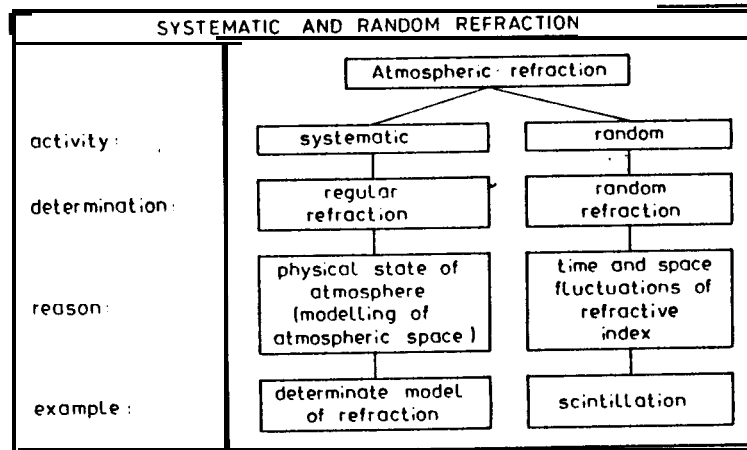 SYSTEMATIC AND RANDOM REFRACTION
Atmospheric refraction
activity:
systematic
random
determination:
regular
refraction
random
refraction
reason:
physical state of
atmosphere
(modelling of
atmospheric space)
time and space
fluctuations of
refractive
index
example:
determinate model
of refraction
scintillation